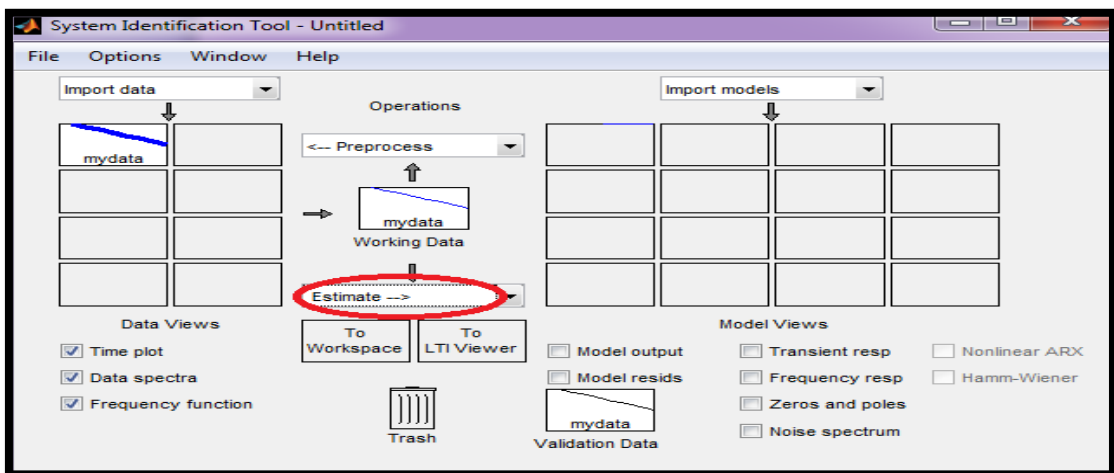 System Identification Tool - Untitled
File Options Window Help
Import data
Operations
Import models
mydata
<-- Preprocess
mydata
Working Data
Estimate -->
Data Views
To Workspace
To LTI Viewer
Model Views
Time plot
Data spectra
Frequency function
Trash
Model output
Model resids
mydata
Validation Data
Transient resp
Frequency resp
Zeros and poles
Noise spectrum
Nonlinear ARX
Hamm-Wiener